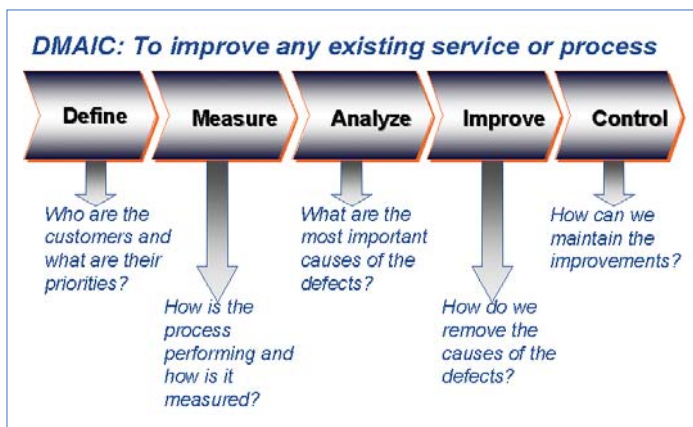 DMAIC: To improve any existing service or process
Define
Measure
Analyze
Improve
Control
Who are the
customers and
what are their
priorities?
How is the
process
performing and
how is it
measured?
What are the
most important
causes of the
defects?
How do we
remove the
causes of the
defects?
How can we
maintain the
improvements?